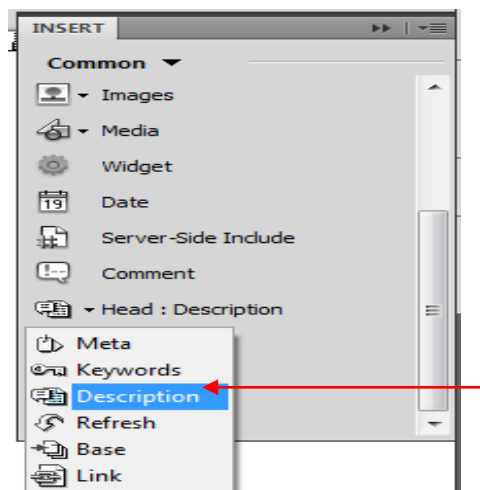 INSERT
Common
Images
Media
Widget
19 Date
Server-Side Include
Comment
Head : Description
Meta
Keywords
Description
Refresh
Base
Link